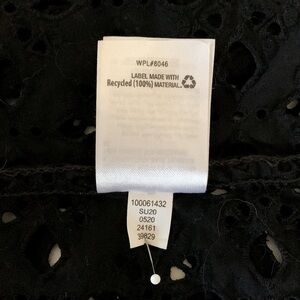 WPL#6046
LABEL MADE WITH
Recycled (100%) MATERIAL.
100061432
SU20
0520
24161
39829